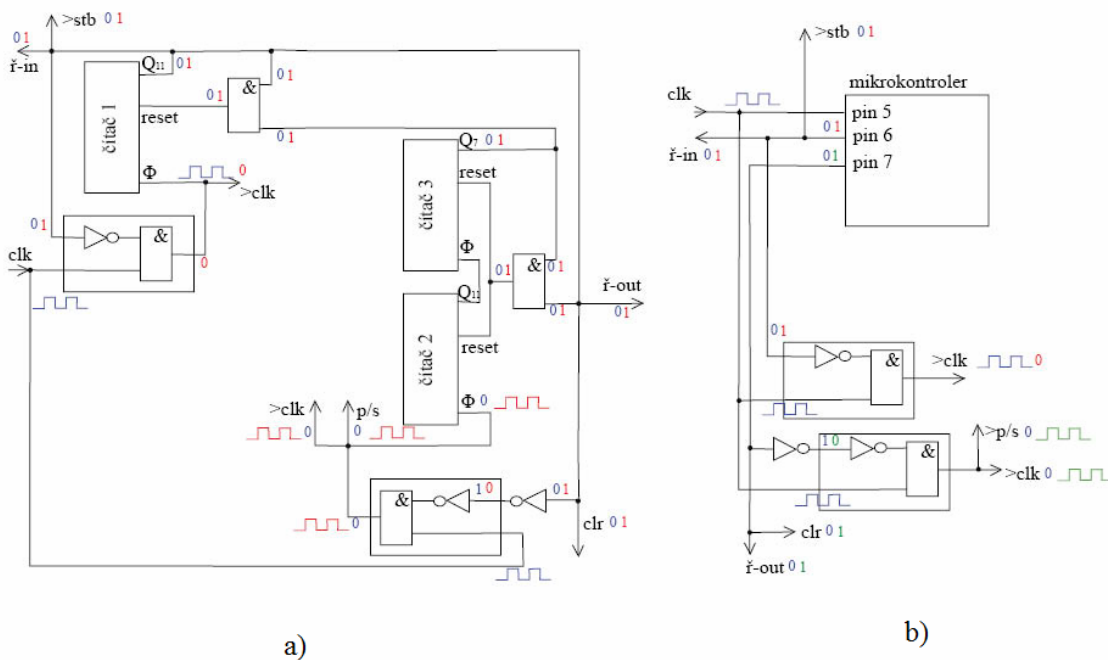 >stb 0 1
0 1
ř-in
Q11 0 1
čítač 1
0 1
&
reset
0 1
Φ
0
>clk
0 1
&
clk
0
Q7 0 1
reset
čítač 3
Φ
0 1
&
0 1
ř-out
Q11
0 1
0 1
reset
čítač 2
Φ 0
>clk
p/s
0
0
&
1 0
0 1
0
clr 0 1
a)
>stb 0 1
mikrokontroler
clk
pin 5
0 1
pin 6
ř-in 0 1
0 1
pin 7
0 1
&
>clk
0
1 0
&
>p/s 0
>clk 0
clr 0 1
ř-out 0 1
b)